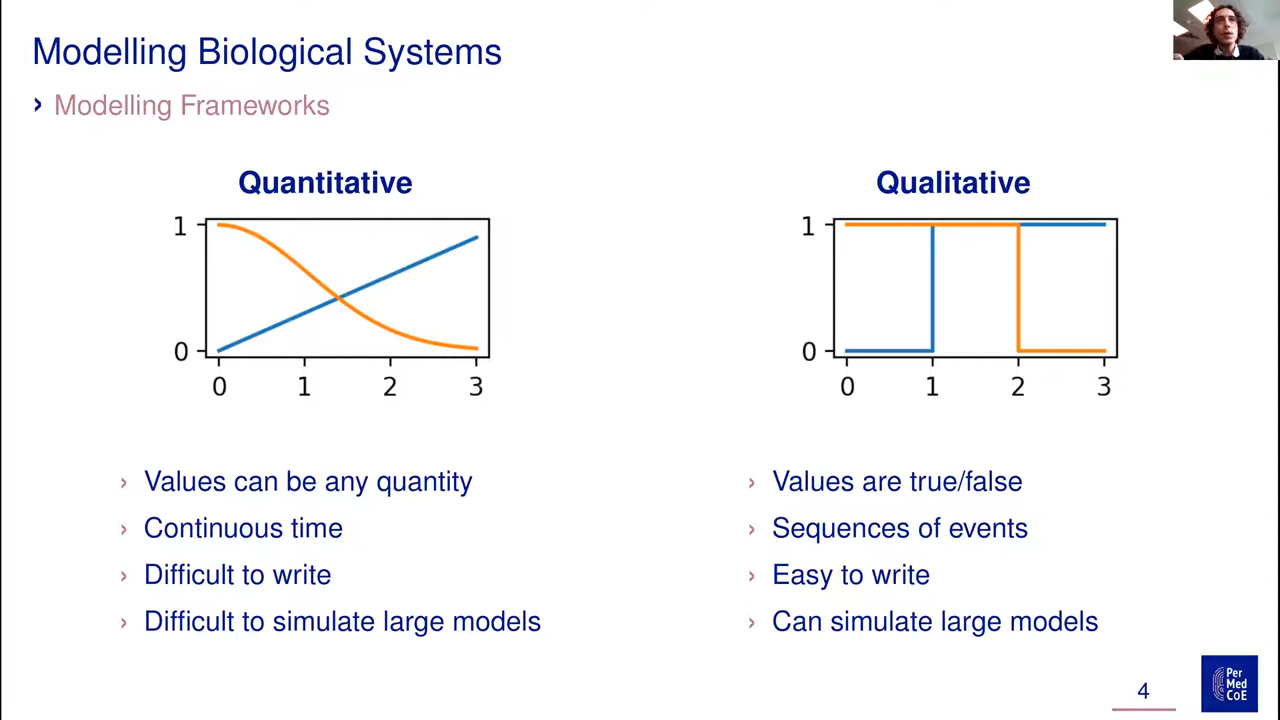 Modelling Biological Systems
› Modelling Frameworks
Quantitative
1
0
0 1 2 3
› Values can be any quantity
› Continuous time
› Difficult to write
› Difficult to simulate large models
Qualitative
1
0
0 1 2 3
› Values are true/false
› Sequences of events
› Easy to write
› Can simulate large models
4
Per
Med
CoE